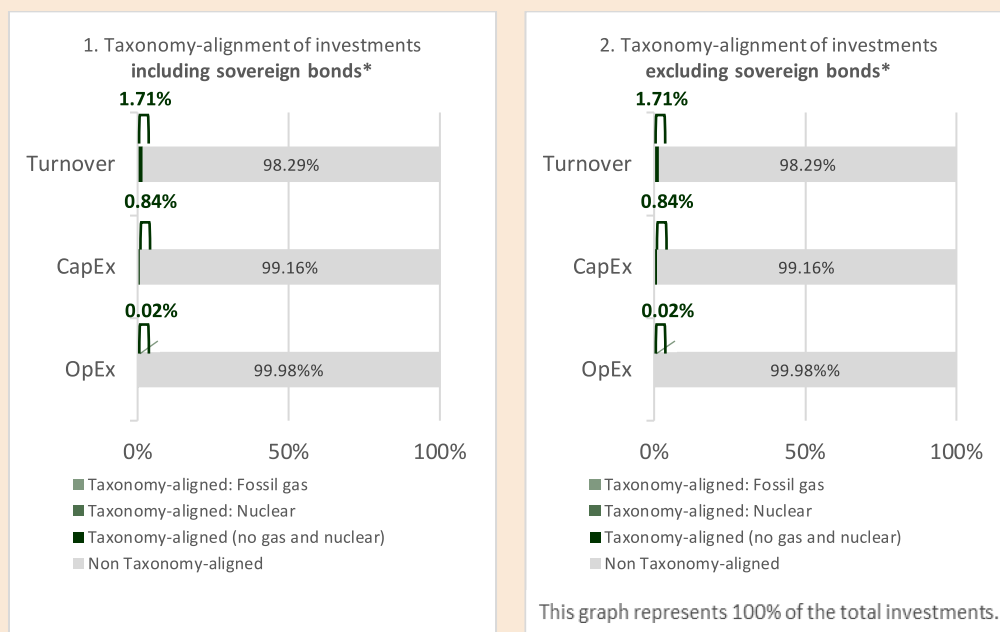 1. Taxonomy-alignment of investments
including sovereign bonds*
1.71%
Turnover
98.29%
0.84%
CapEx
99.16%
0.02%
OpEx
99.98%%
0%
50%
100%
Taxonomy-aligned: Fossil gas
Taxonomy-aligned: Nuclear
Taxonomy-aligned (no gas and nuclear)
Non Taxonomy-aligned
2. Taxonomy-alignment of investments
excluding sovereign bonds*
1.71%
Turnover
98.29%
0.84%
CapEx
99.16%
0.02%
OpEx
99.98%%
0%
50%
100%
Taxonomy-aligned: Fossil gas
Taxonomy-aligned: Nuclear
Taxonomy-aligned (no gas and nuclear)
Non Taxonomy-aligned
This graph represents 100% of the total investments.